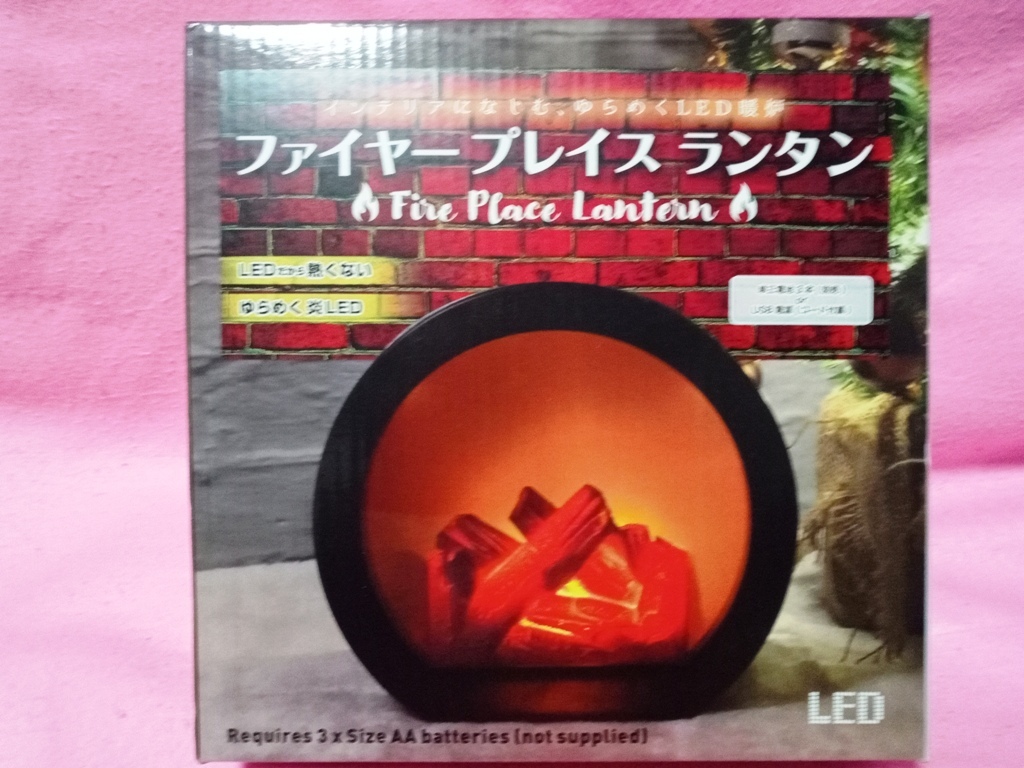 インテリアになじむ、ゆらめくLED暖炉
ファイヤープレイス ランタン
Fire Place Lantern
LEDだから熱くない
ゆらめく炎LED
or
LED
Requires 3 x Size AA batteries (not supplied)